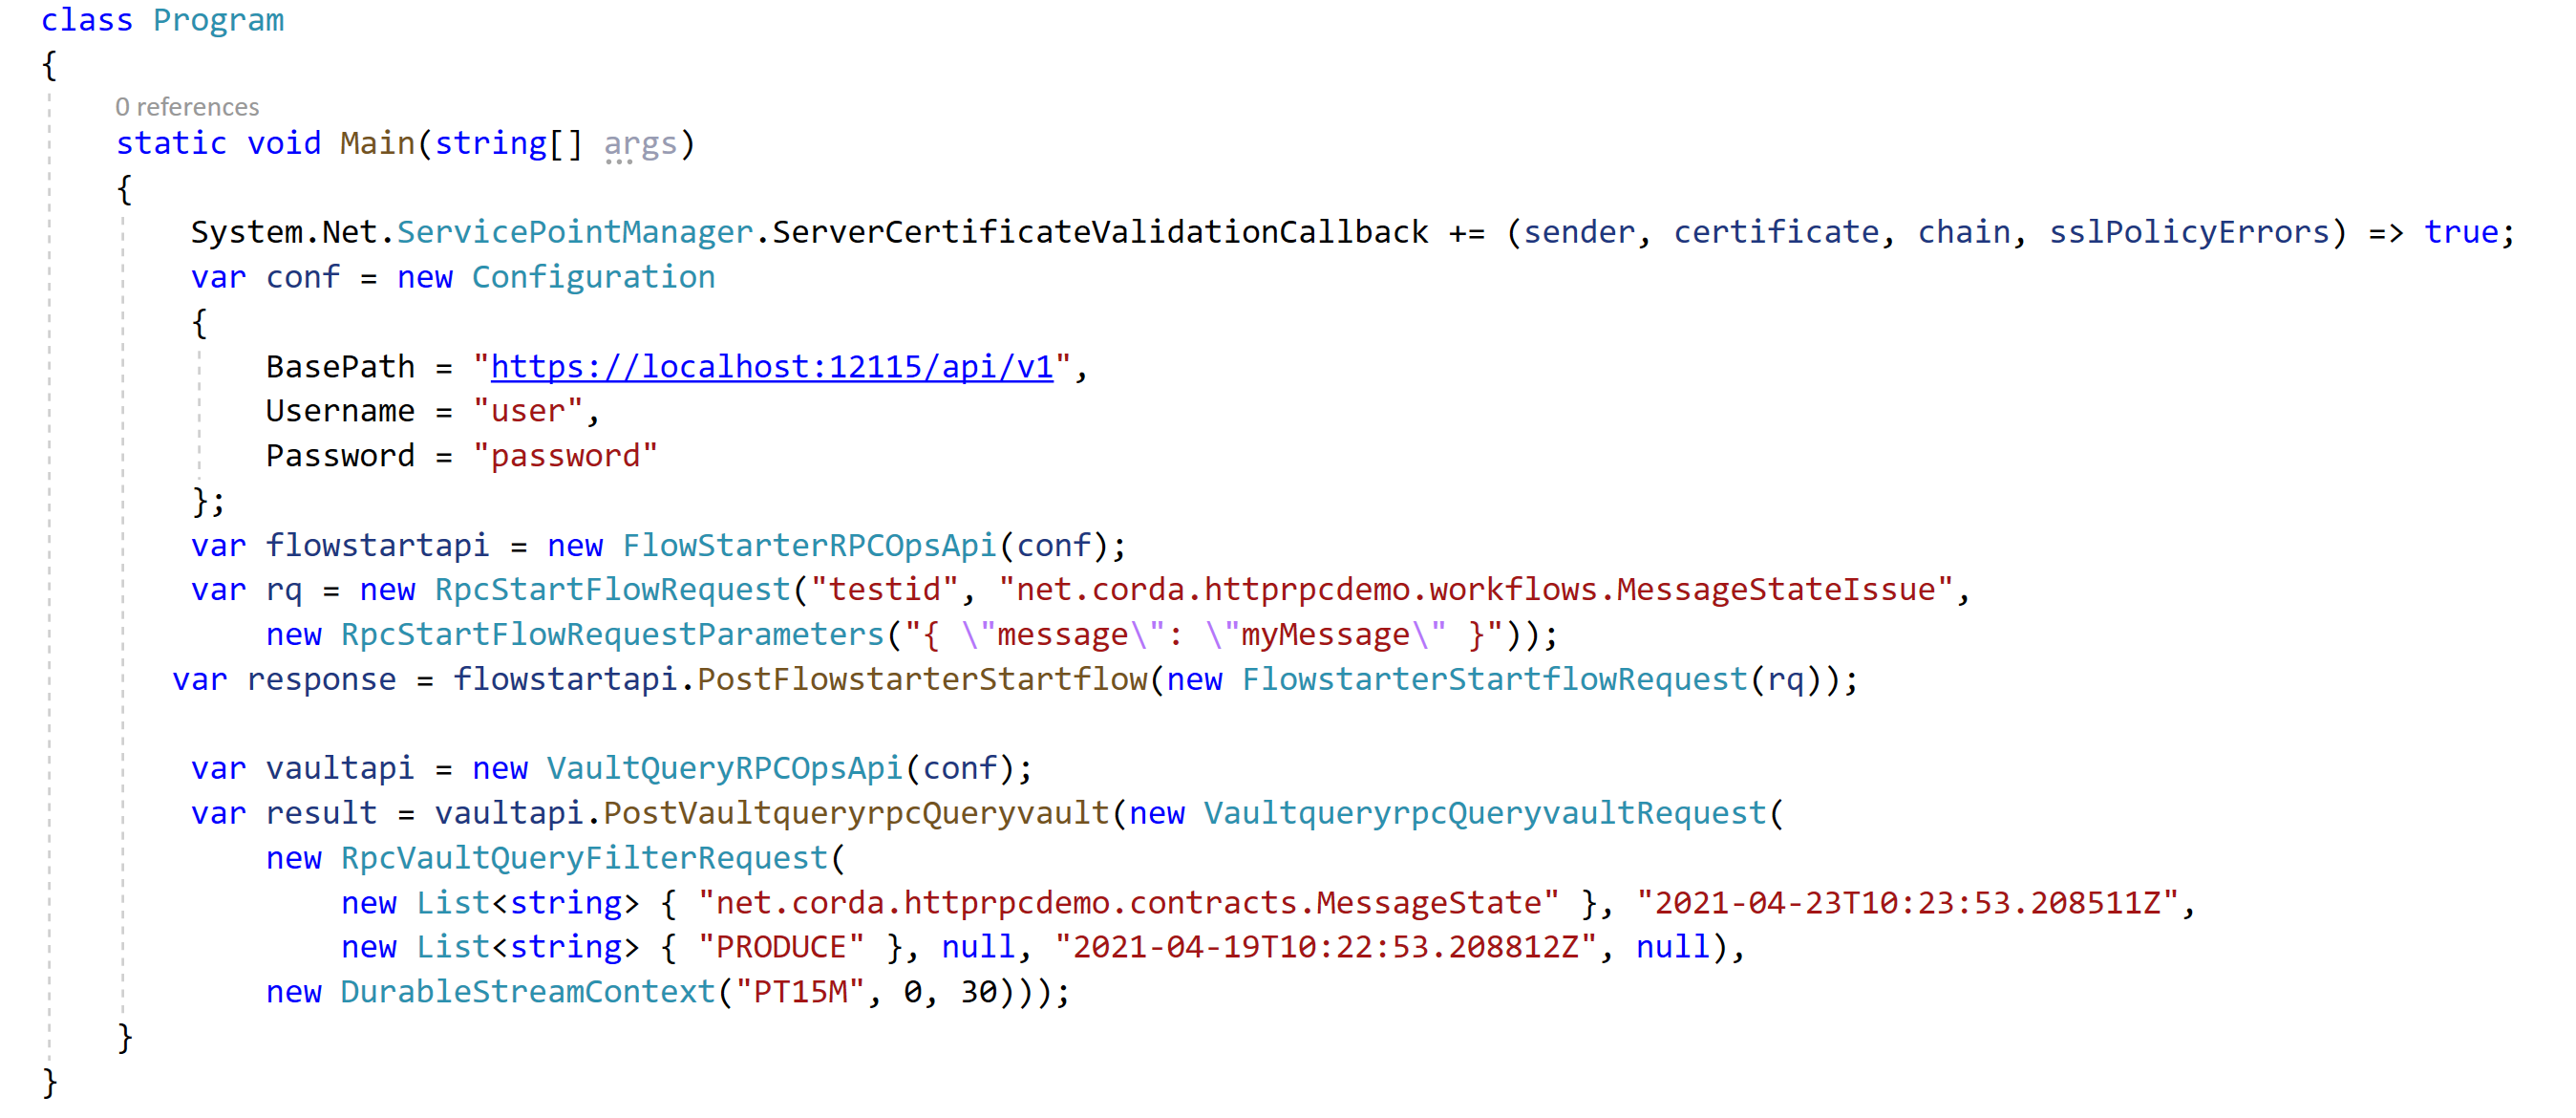 class Program
{
0 references
static void Main(string[] args)
{
System.Net.ServicePointManager.ServerCertificateValidationCallback += (sender, certificate, chain, sslPolicyErrors) => true;
var conf = new Configuration
{
BasePath = "https://localhost:12115/api/v1",
Username = "user",
Password = "password"
};
var flowstartapi = new FlowStarterRPCOpsApi(conf);
var rq = new RpcStartFlowRequest("testid", "net.corda.httprpcdemo.workflows.MessageStateIssue",
new RpcStartFlowRequestParameters("{ \"message\": \"myMessage\" }"));
var response = flowstartapi.PostFlowstarterStartflow(new FlowstarterStartflowRequest(rq));
var vaultapi = new VaultQueryRPCOpsApi(conf);
var result = vaultapi.PostVaultqueryrpcQueryvault(new VaultqueryrpcQueryvaultRequest(
new RpcVaultQueryFilterRequest(
new List<string> { "net.corda.httprpcdemo.contracts.MessageState" }, "2021-04-23T10:23:53.208511Z",
new List<string> { "PRODUCE" }, null, "2021-04-19T10:22:53.208812Z", null),
new DurableStreamContext("PT15M", 0, 30)));
}
}